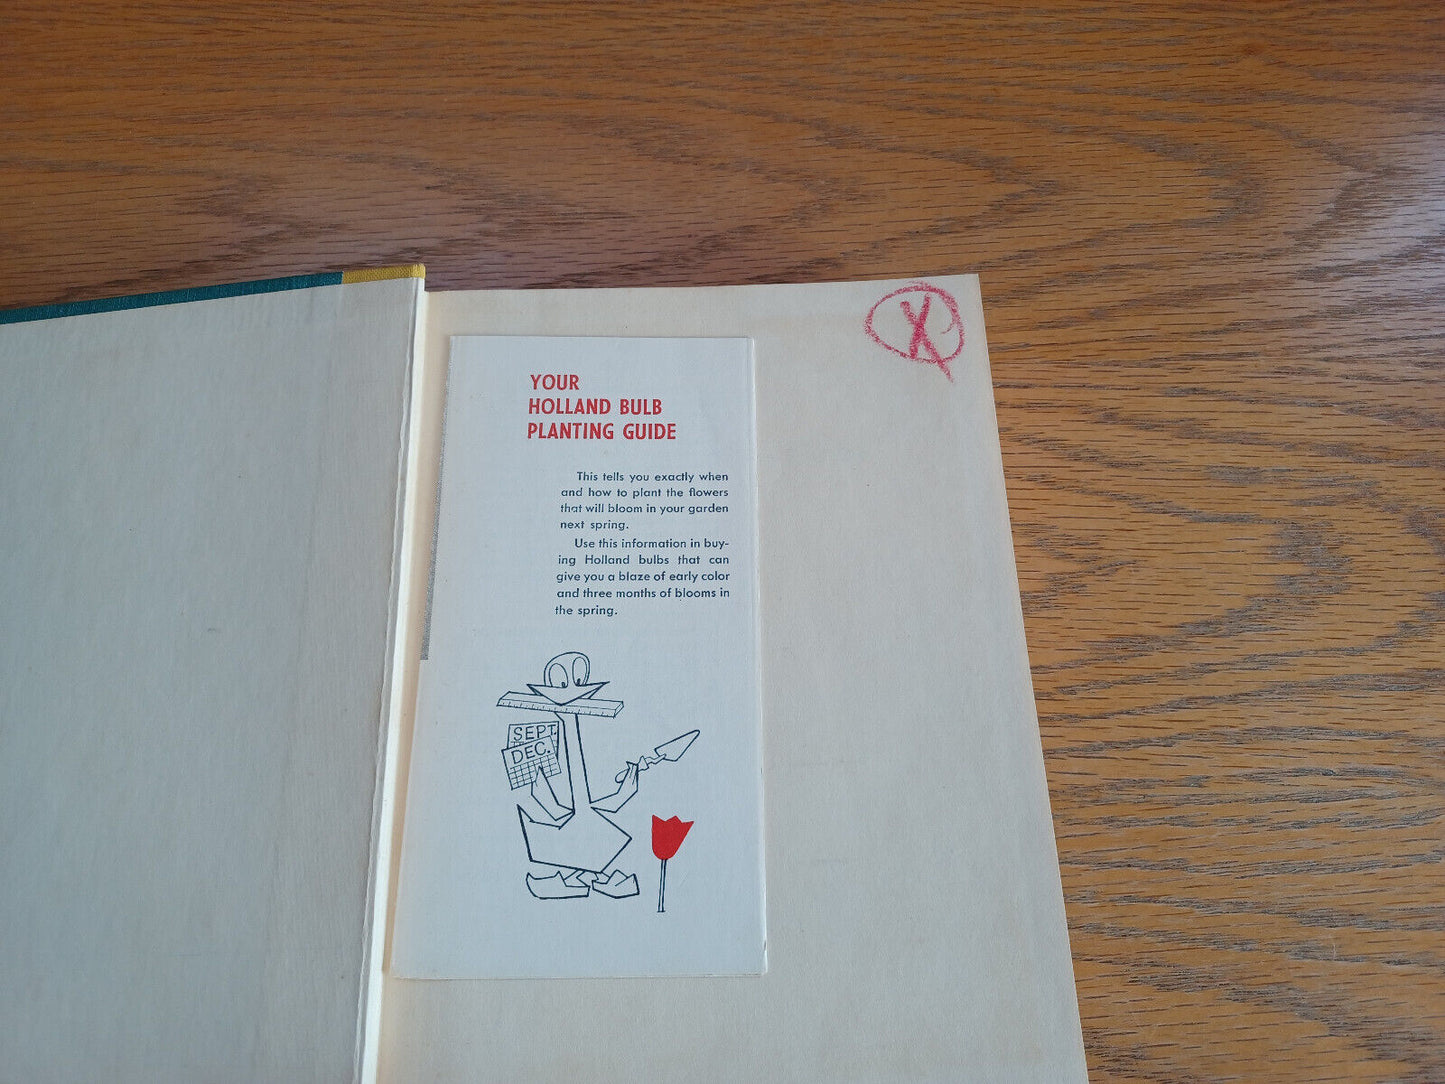 YOUR
HOLLAND BULB
PLANTING GUIDE
This tells you exactly when
and how to plant the flowers
that will bloom in your garden
next spring.
Use this information in buy-
ing Holland bulbs that can
give you a blaze of early color
and three months of blooms in
the spring.
SEPT.
DEC.
X